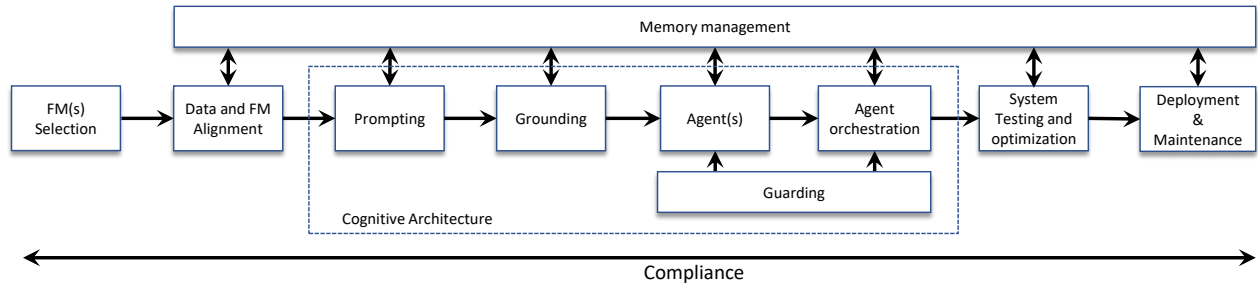 Memory management
FM(s)
Selection
Data and FM
Alignment
Prompting
Grounding
Agent(s)
Agent
orchestration
System
Testing and
optimization
Deployment
&
Maintenance
Guarding
Cognitive Architecture
Compliance